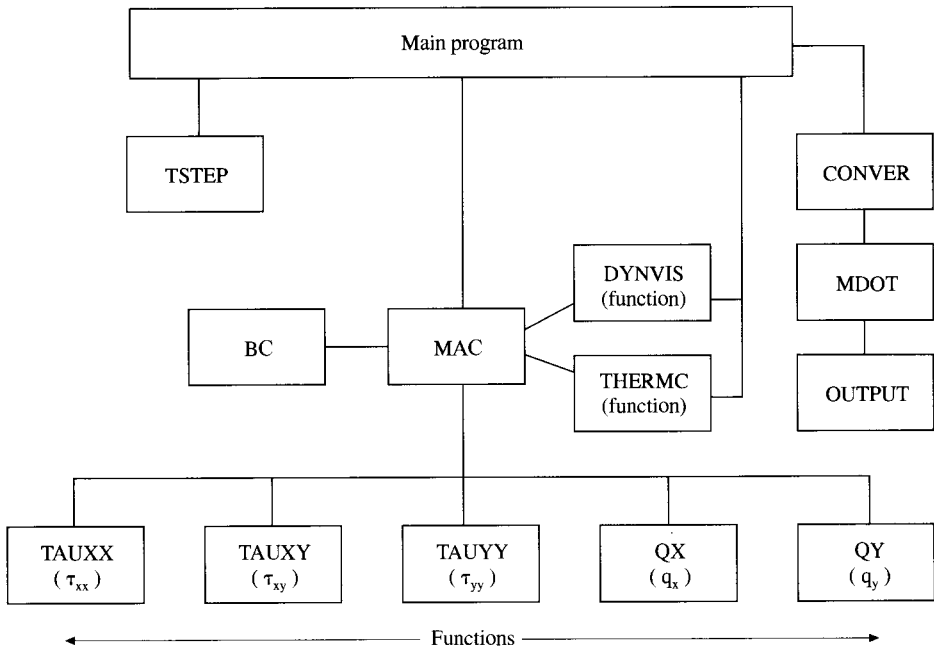 Main program
TSTEP
CONVER
DYNVIS
(function)
MDOT
BC
MAC
THERMC
(function)
OUTPUT
TAUXX
( τxx )
TAUXY
( τxy )
TAUYY
( τyy )
QX
( qx )
QY
( qy )
Functions